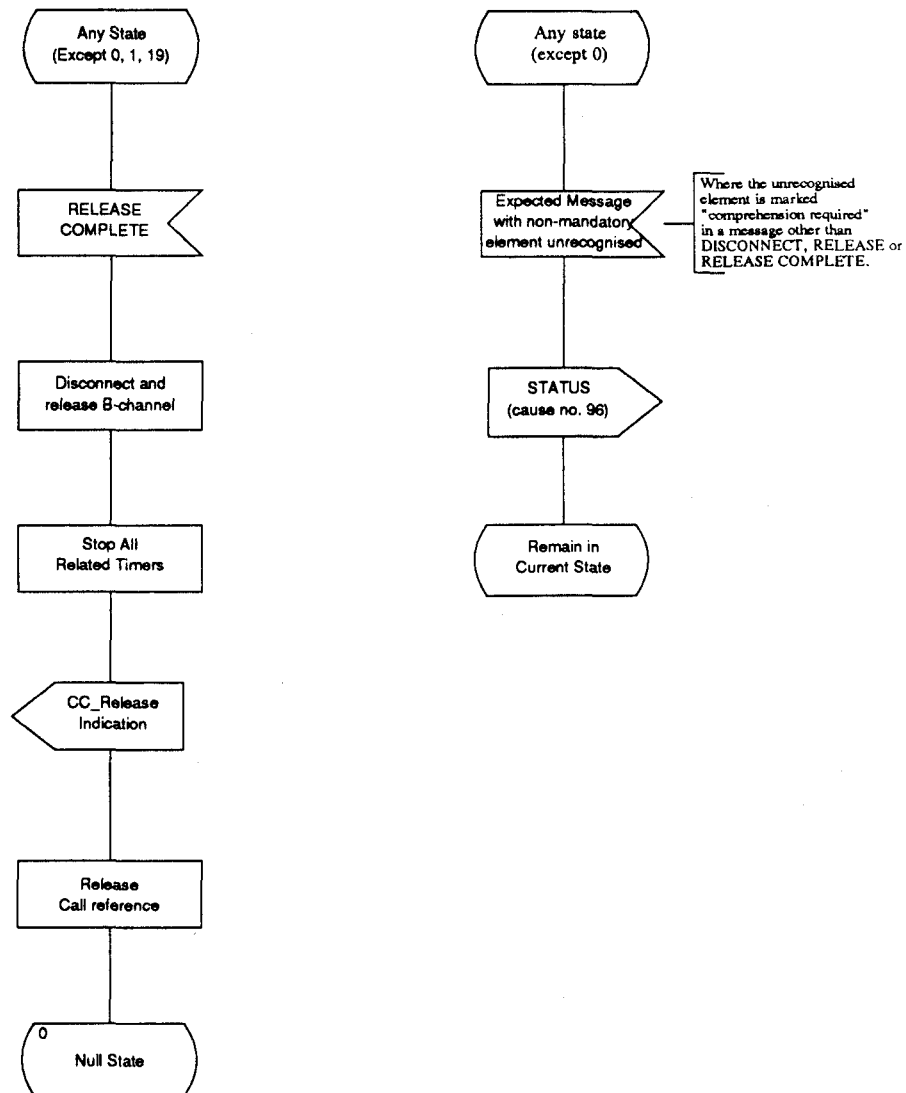 Any State
(Except 0, 1, 19)
RELEASE
COMPLETE
Disconnect and
release B-channel
Stop All
Related Timers
CC_Release
Indication
Release
Call reference
0
Null State
Any state
(except 0)
Expected Message
with non-mandatory
element unrecognised
Where the unrecognised
element is marked
"comprehension required"
in a message other than
DISCONNECT, RELEASE or
RELEASE COMPLETE.
STATUS
(cause no. 96)
Remain in
Current State